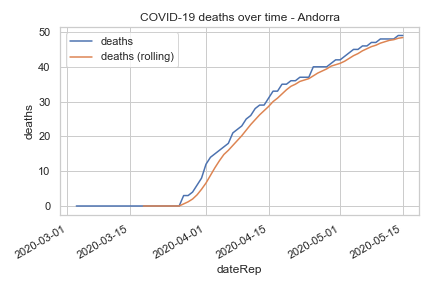 COVID-19 deaths over time - Andorra
deaths
deaths (rolling)
50
40
30
20
10
0
deaths
2020-03-01
2020-03-15
2020-04-01
2020-04-15
2020-05-01
2020-05-15
dateRep